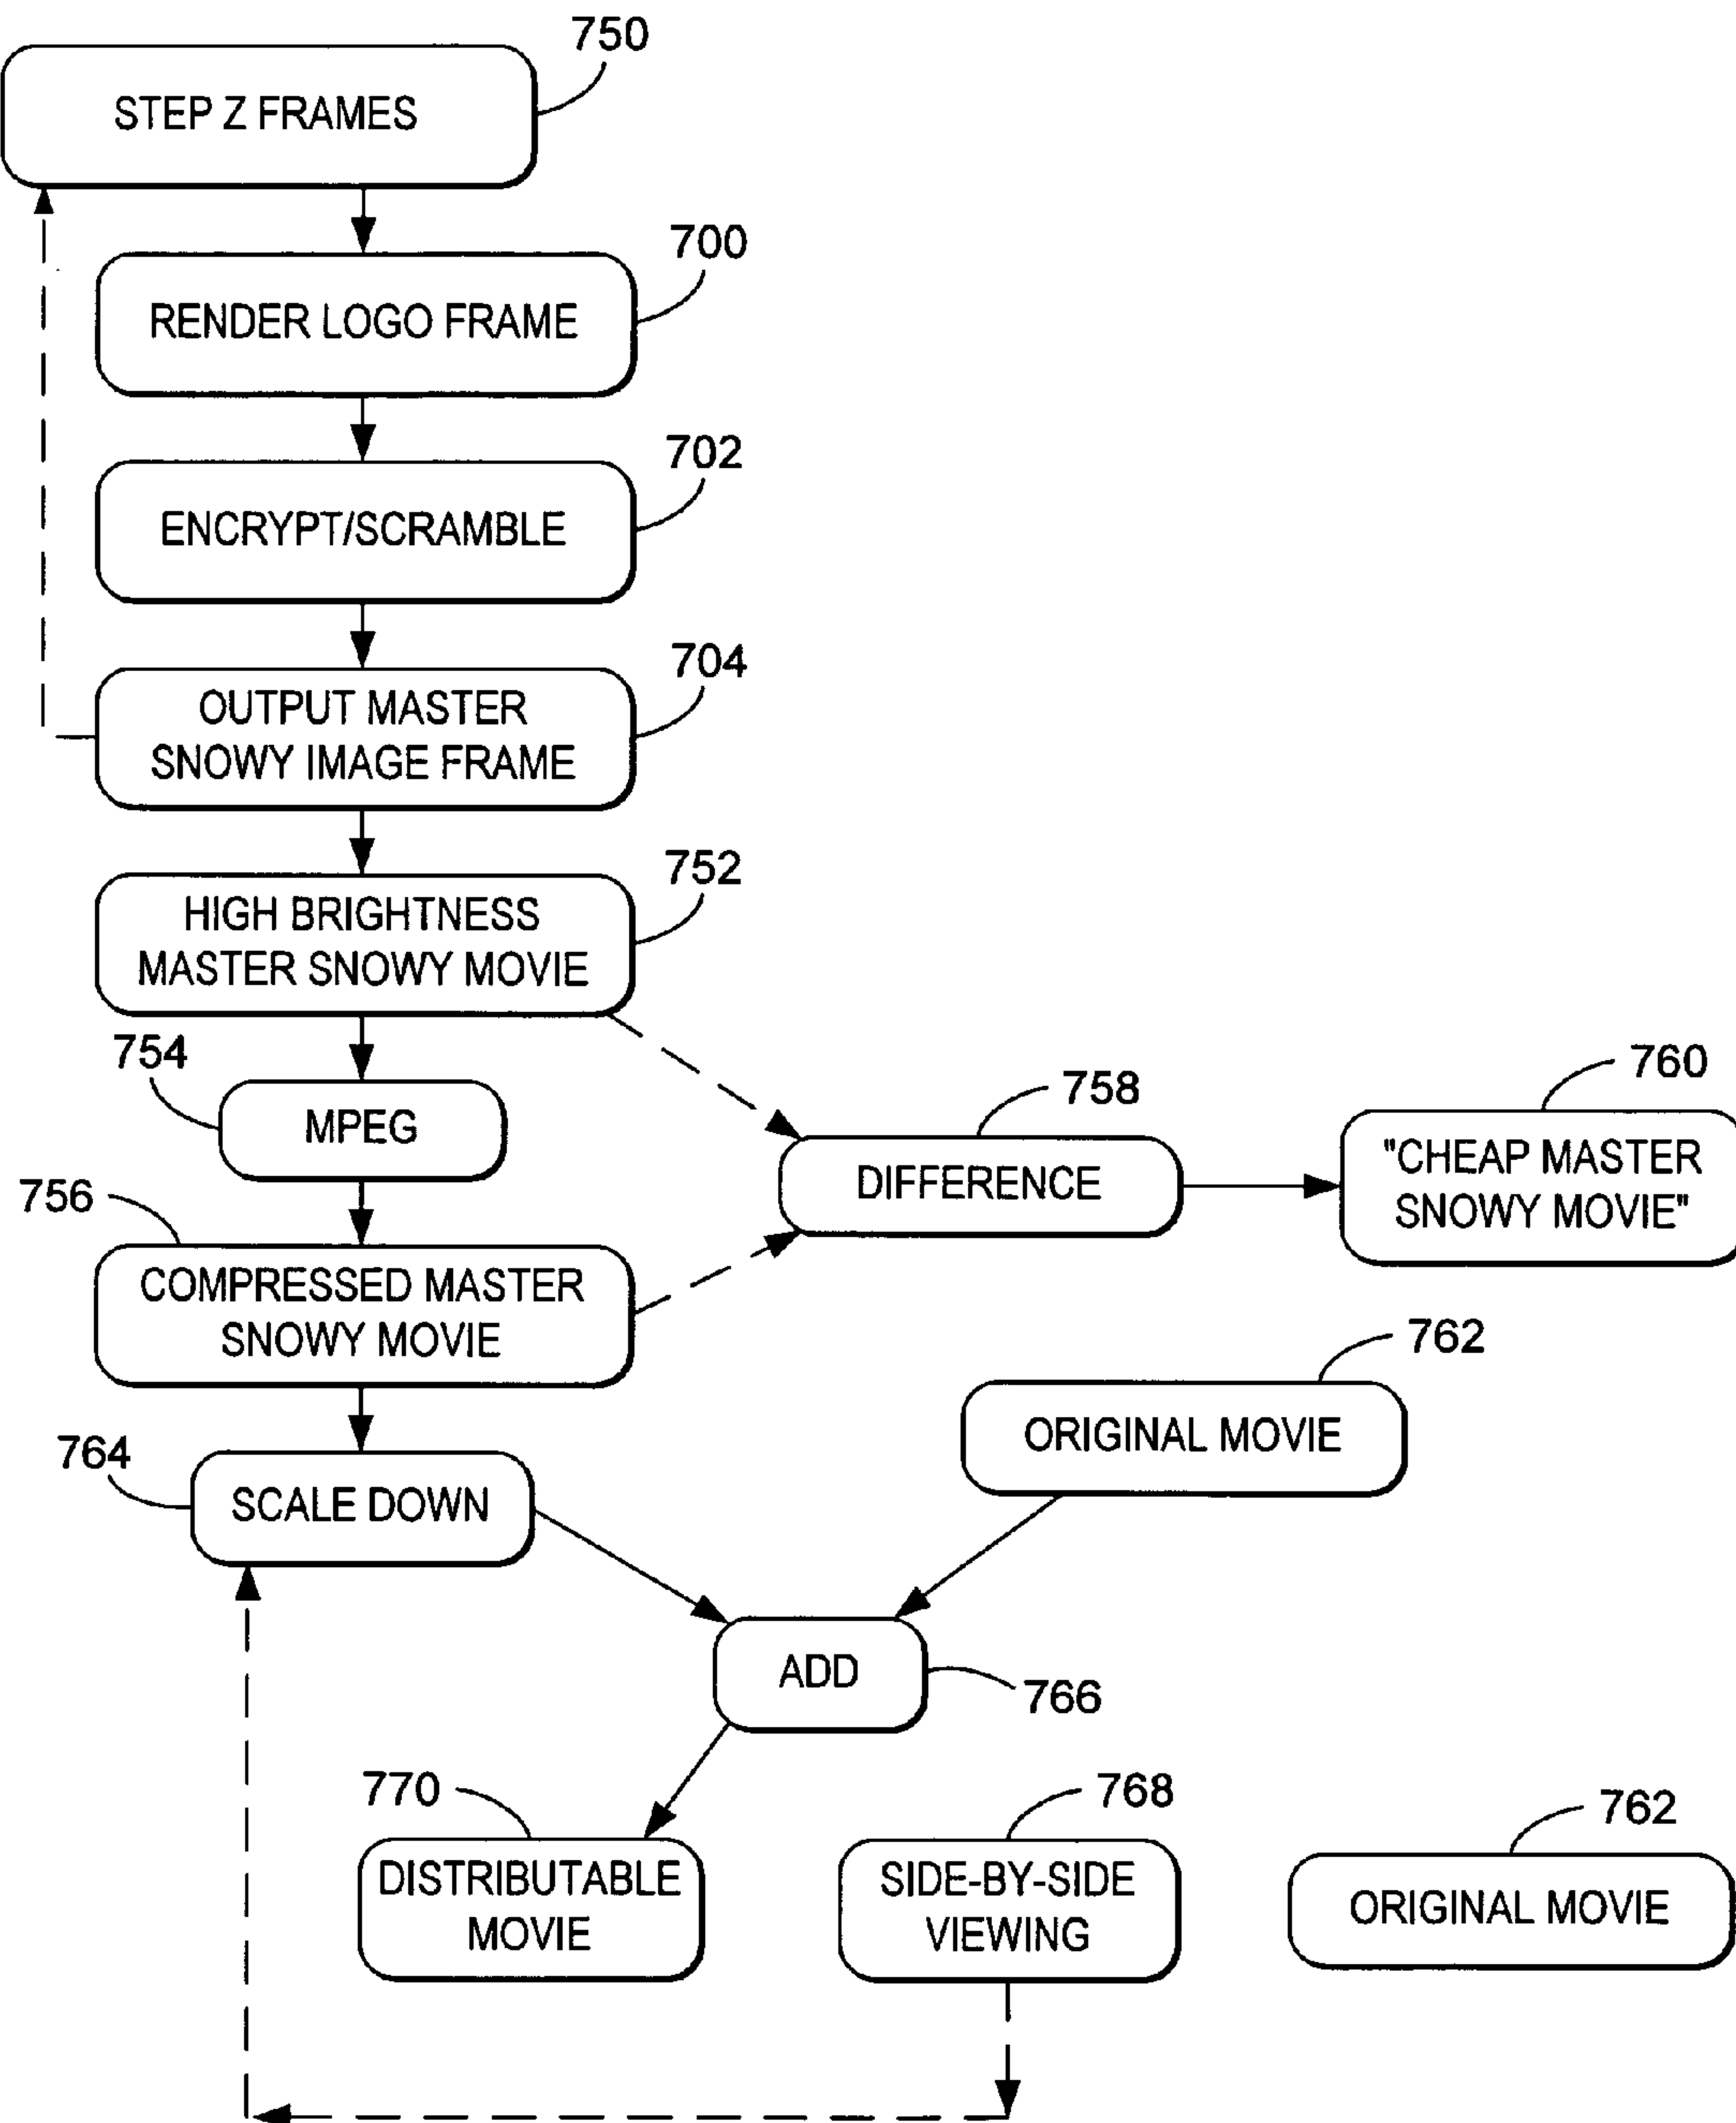 750
STEP Z FRAMES
700
RENDER LOGO FRAME
702
ENCRYPT/SCRAMBLE
704
OUTPUT MASTER
SNOWY IMAGE FRAME
752
HIGH BRIGHTNESS
MASTER SNOWY MOVIE
754
MPEG
758
DIFFERENCE
760
"CHEAP MASTER
SNOWY MOVIE"
756
COMPRESSED MASTER
SNOWY MOVIE
762
ORIGINAL MOVIE
764
SCALE DOWN
ADD
766
770
DISTRIBUTABLE
MOVIE
768
SIDE-BY-SIDE
VIEWING
762
ORIGINAL MOVIE